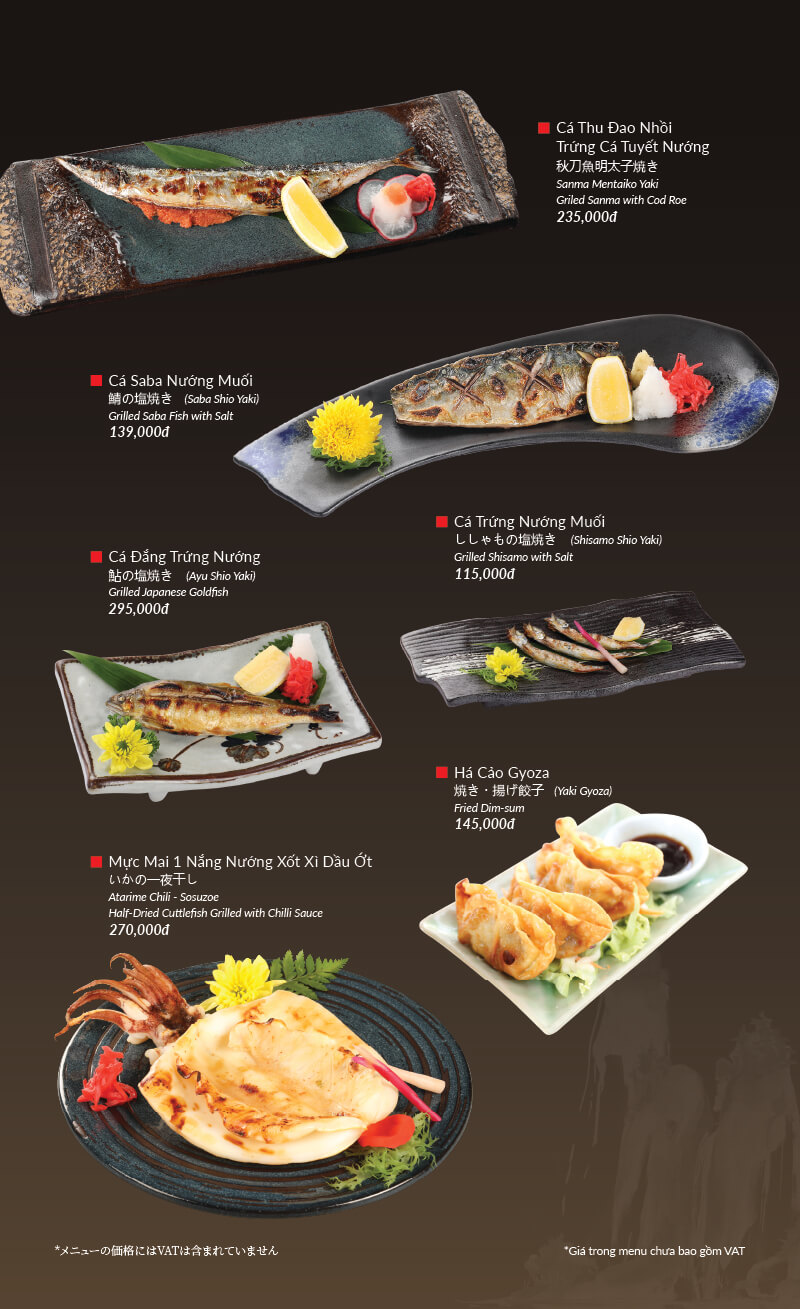 Cá Thu Đao Nhồi
Trứng Cá Tuyết Nướng
秋刀魚明太子焼き
Sanma Mentaiko Yaki
Griled Sanma with Cod Roe
235,000đ
Cá Saba Nướng Muối
鯖の塩焼き (Saba Shio Yaki)
Grilled Saba Fish with Salt
139,000đ
Cá Trứng Nướng Muối
ししゃもの塩焼き (Shisamo Shio Yaki)
Grilled Shisamo with Salt
115,000đ
Cá Đắng Trứng Nướng
鮎の塩焼き (Ayu Shio Yaki)
Grilled Japanese Goldfish
295,000đ
Há Cảo Gyoza
焼き・揚げ餃子 (Yaki Gyoza)
Fried Dim-sum
145,000đ
Mực Mai 1 Nắng Nướng Xốt Xì Dầu Ớt
いかの一夜干し
Atarime Chili - Sosuzoe
Half-Dried Cuttlefish Grilled with Chilli Sauce
270,000đ
*メニューの価格にはVATは含まれていません
*Giá trong menu chưa bao gồm VAT